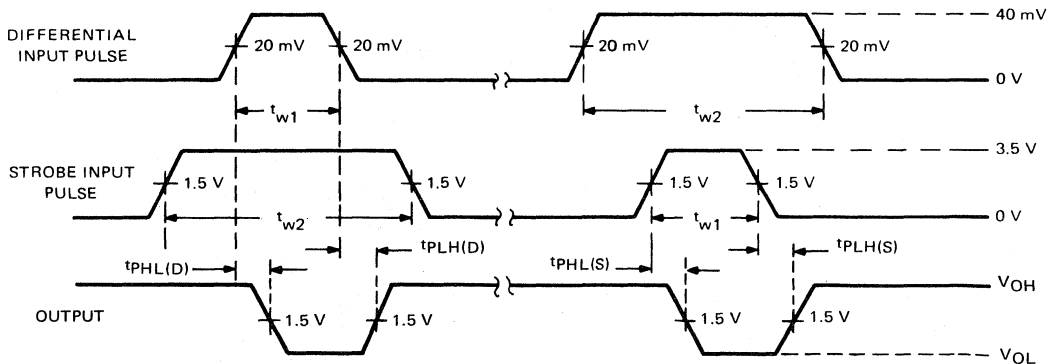 40 mV
DIFFERENTIAL
INPUT PULSE
20 mV
20 mV
20 mV
20 mV
0 V
tw1
tw2
3.5 V
STROBE INPUT
PULSE
1.5 V
1.5 V
1.5 V
1.5 V
0 V
tw2
tw1
tPHL(D)
tPLH(D)
tPHL(S)
tPLH(S)
VOH
OUTPUT
1.5 V
1.5 V
1.5 V
1.5 V
VOL